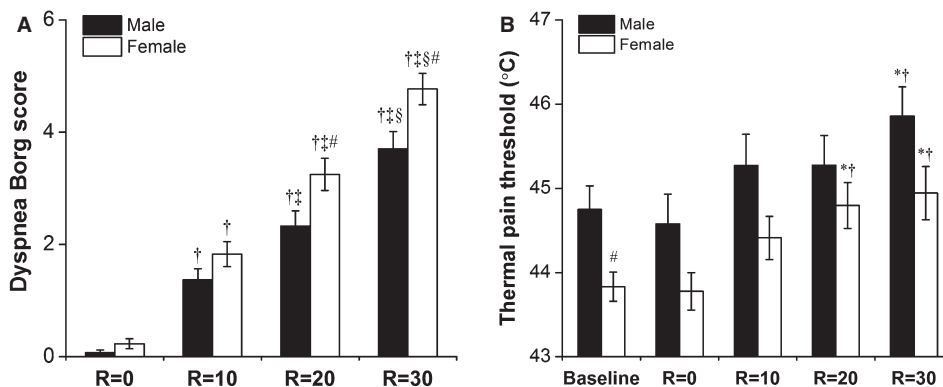 A
Dyspnea Borg score
6
4
2
0
Male
Female
†
†
†‡
†‡#
†‡§
†‡§#
R=0 R=10 R=20 R=30
B
Thermal pain threshold (°C)
47
46
45
44
43
Male
Female
#
*†
*†
*†
Baseline R=0 R=10 R=20 R=30